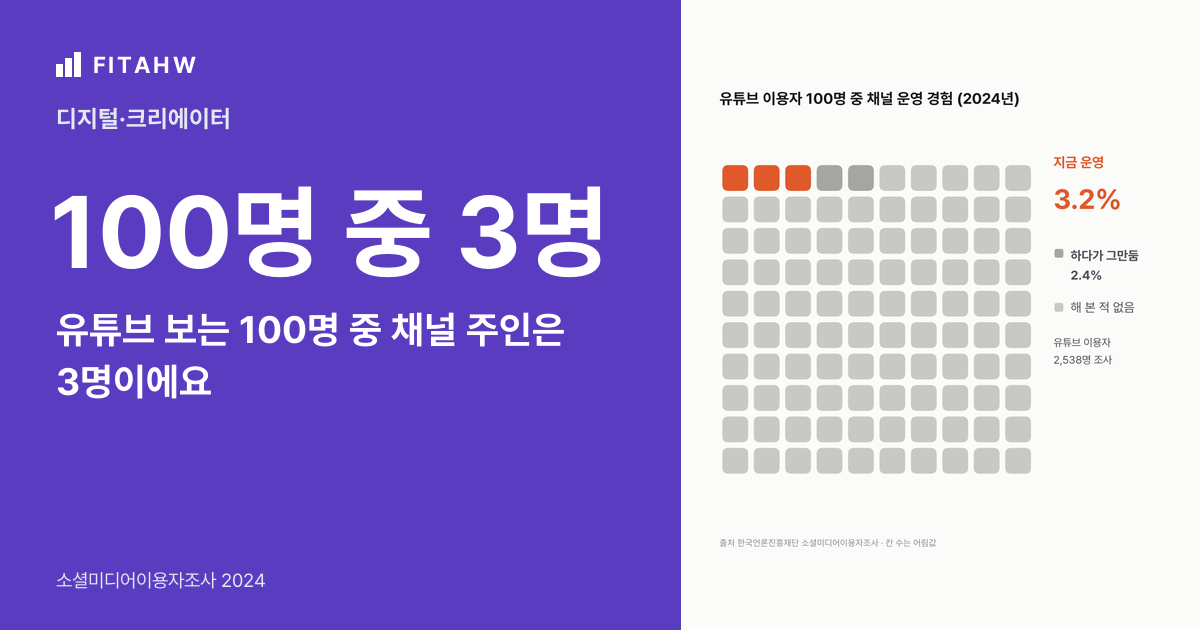 FITAHW
디지털·크리에이터
100명 중 3명
유튜브 보는 100명 중 채널 주인은
3명이에요
소셜미디어이용자조사 2024
유튜브 이용자 100명 중 채널 운영 경험 (2024년)
지금 운영
3.2%
하다가 그만둠
2.4%
해 본 적 없음
유튜브 이용자
2,538명 조사
출처 한국언론진흥재단 소셜미디어이용자조사 · 칸 수는 어림값